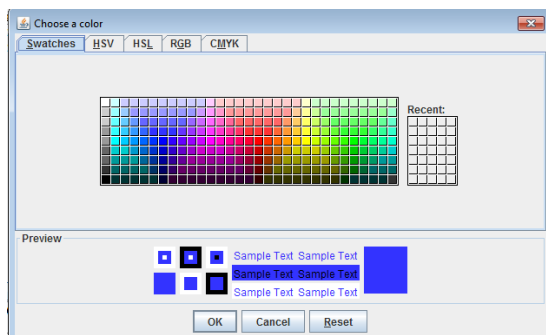 Choose a color
Swatches HSV HSL RGB CMYK
Recent:
Preview
Sample Text Sample Text
Sample Text Sample Text
Sample Text Sample Text
OK Cancel Reset